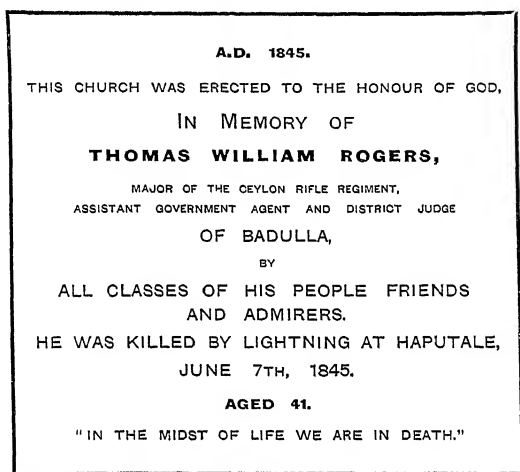 A.D. 1845.
THIS CHURCH WAS ERECTED TO THE HONOUR OF GOD,
IN MEMORY OF
THOMAS WILLIAM ROGERS,
MAJOR OF THE CEYLON RIFLE REGIMENT,
ASSISTANT GOVERNMENT AGENT AND DISTRICT JUDGE
OF BADULLA,
BY
ALL CLASSES OF HIS PEOPLE FRIENDS
AND ADMIRERS.
HE WAS KILLED BY LIGHTNING AT HAPUTALE,
JUNE 7TH, 1845.
AGED 41.
"IN THE MIDST OF LIFE WE ARE IN DEATH."